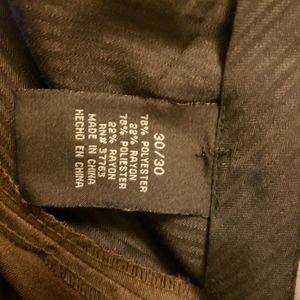 30/30
78% POLYESTER
22% RAYON
78% POLIESTER
22% RAYON
RN# 37763
MADE IN CHINA
HECHO EN CHINA